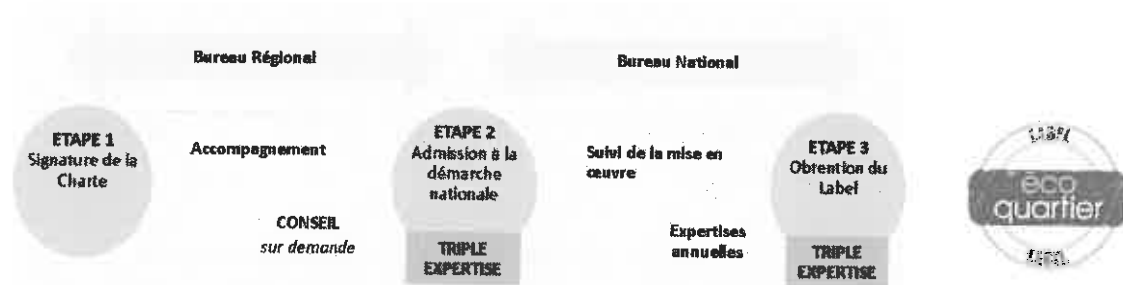 Bureau Régional
Bureau National
ETAPE 1
Signature de la
Charte
Accompagnement
CONSEIL
sur demande
ETAPE 2
Admission à la
démarche
nationale
TRIPLE
EXPERTISE
Suivi de la mise en
œuvre
Expertises
annuelles
ETAPE 3
Obtention du
Label
TRIPLE
EXPERTISE
LABEL
éco
quartier
LABEL